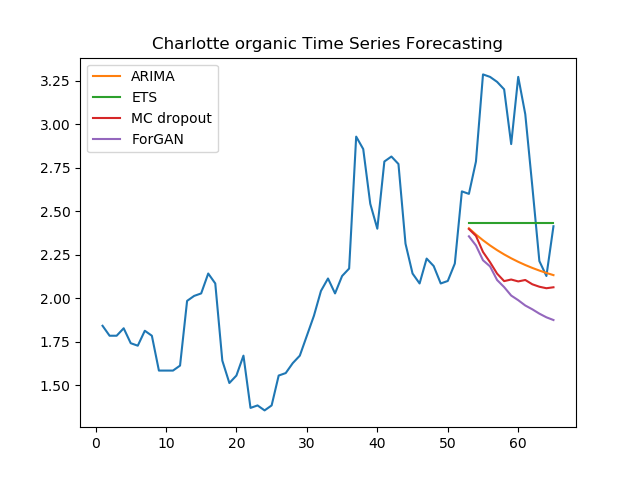 Charlotte organic Time Series Forecasting
ARIMA
ETS
MC dropout
ForGAN
3.25
3.00
2.75
2.50
2.25
2.00
1.75
1.50
0 10 20 30 40 50 60